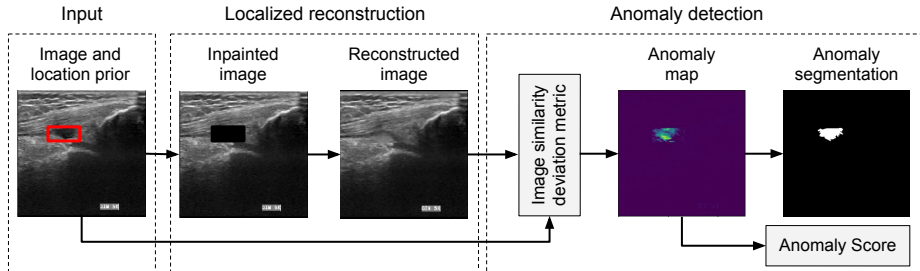 Input
Localized reconstruction
Anomaly detection
Image and
location prior
Inpainted
image
Reconstructed
image
Image similarity
deviation metric
Anomaly
map
Anomaly
segmentation
Anomaly Score